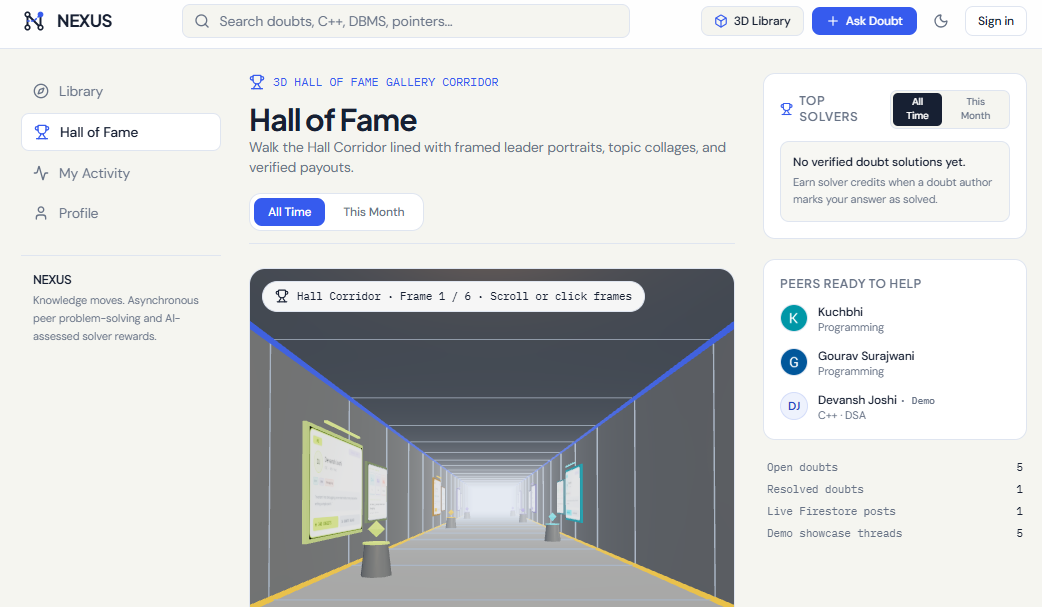 NEXUS
Search doubts, C++, DBMS, pointers...
3D Library
+ Ask Doubt
Sign in
Library
Hall of Fame
My Activity
Profile
NEXUS
Knowledge moves. Asynchronous
peer problem-solving and AI-
assessed solver rewards.
3D HALL OF FAME GALLERY CORRIDOR
Hall of Fame
Walk the Hall Corridor lined with framed leader portraits, topic collages, and
verified payouts.
All Time
This Month
Hall Corridor · Frame 1 / 6 · Scroll or click frames
TOP
SOLVERS
All
Time
This
Month
No verified doubt solutions yet.
Earn solver credits when a doubt author
marks your answer as solved.
PEERS READY TO HELP
K
Kuchbhi
Programming
G
Gourav Surajwani
Programming
DJ
Devansh Joshi · Demo
C++ · DSA
Open doubts 5
Resolved doubts 1
Live Firestore posts 1
Demo showcase threads 5